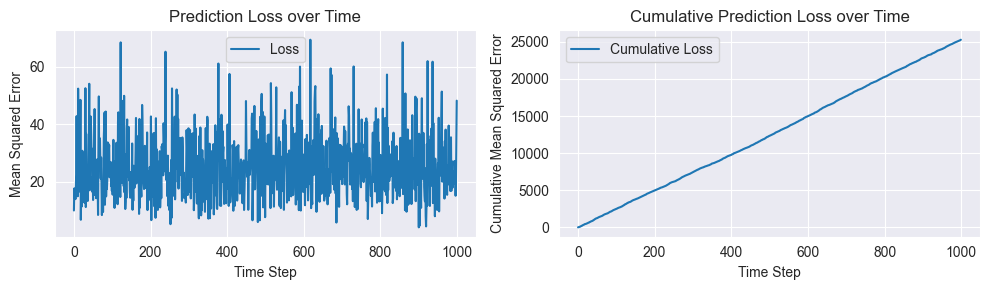 Prediction Loss over Time
Loss
60
40
20
Mean Squared Error
0
200
400
600
800
1000
Time Step
Cumulative Prediction Loss over Time
Cumulative Loss
25000
20000
15000
10000
5000
0
Cumulative Mean Squared Error
0
200
400
600
800
1000
Time Step